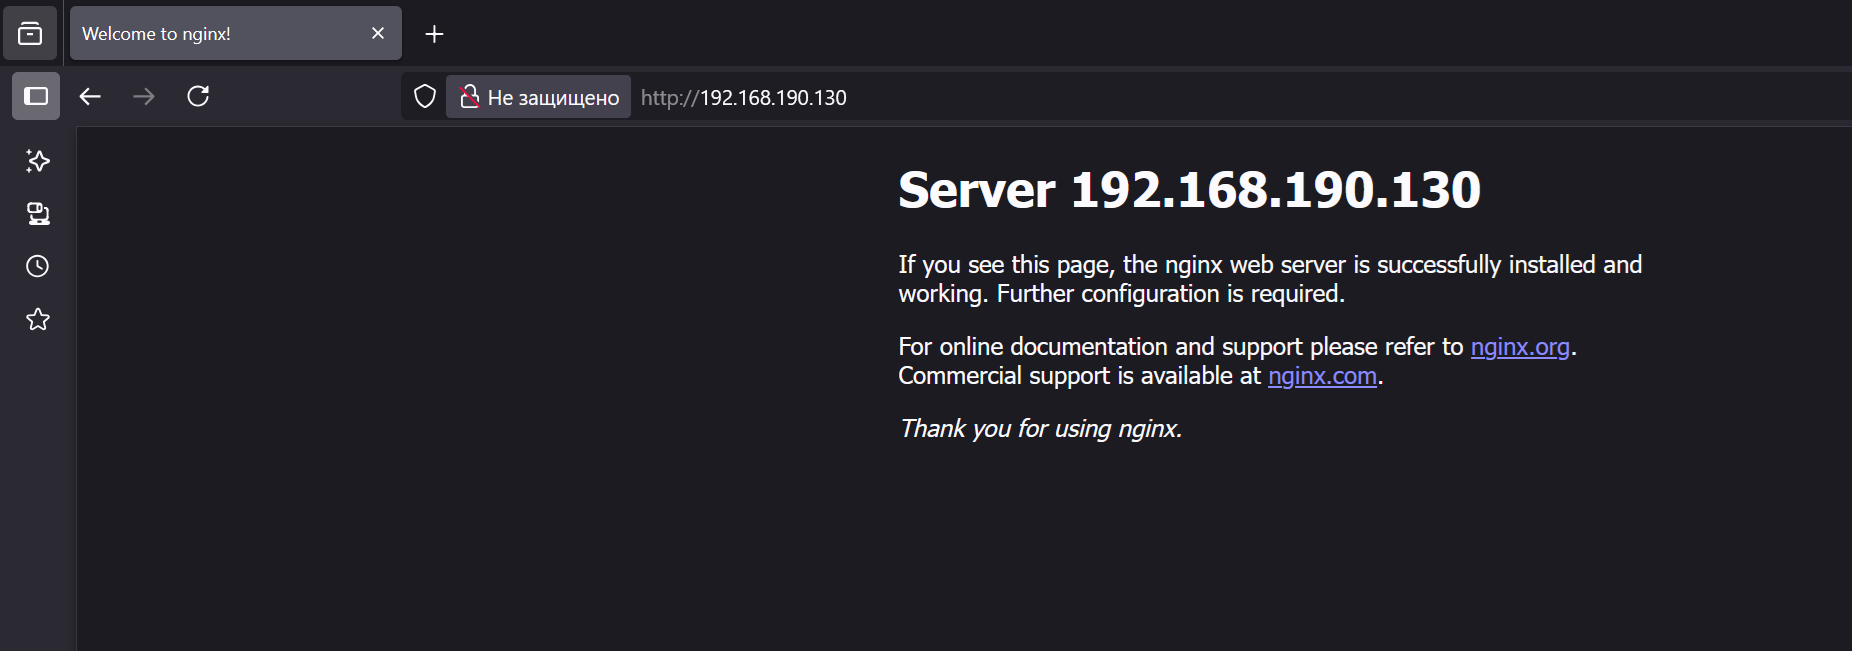 Welcome to nginx!
Не защищено http://192.168.190.130
Server 192.168.190.130
If you see this page, the nginx web server is successfully installed and
working. Further configuration is required.
For online documentation and support please refer to nginx.org.
Commercial support is available at nginx.com.
Thank you for using nginx.